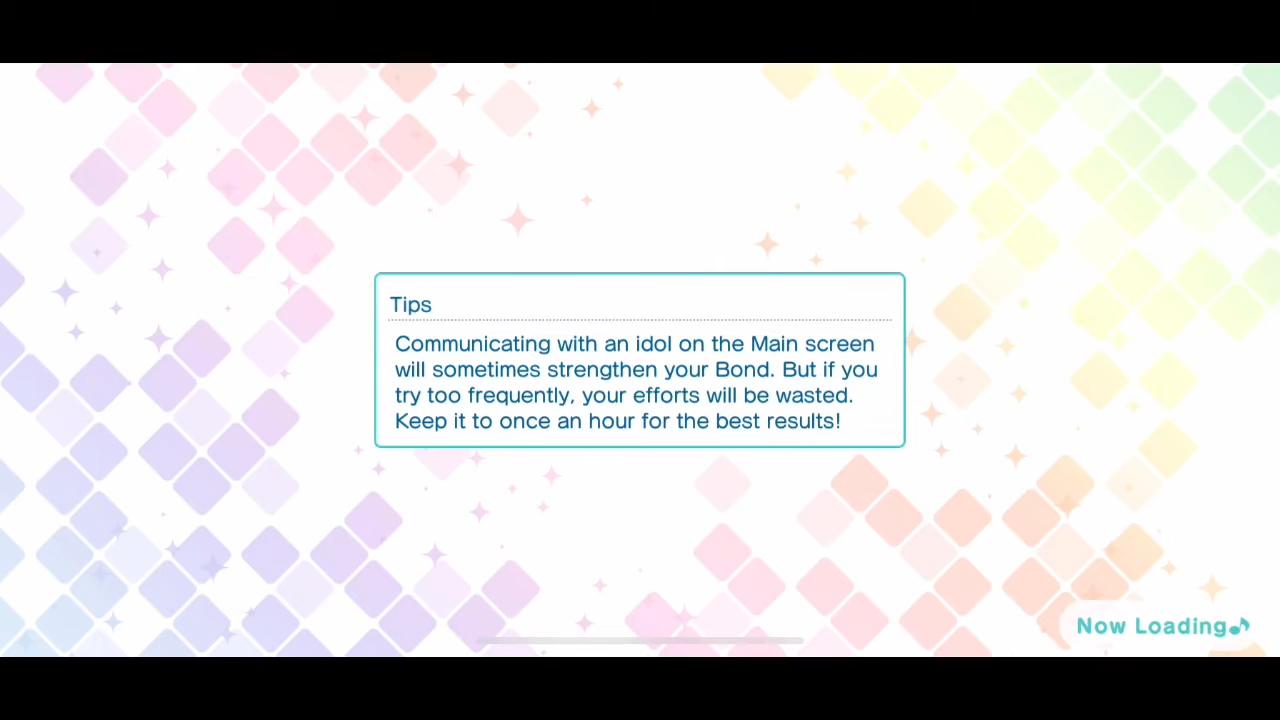 Tips
Communicating with an idol on the Main screen
will sometimes strengthen your Bond. But if you
try too frequently, your efforts will be wasted.
Keep it to once an hour for the best results!
Now Loading♪